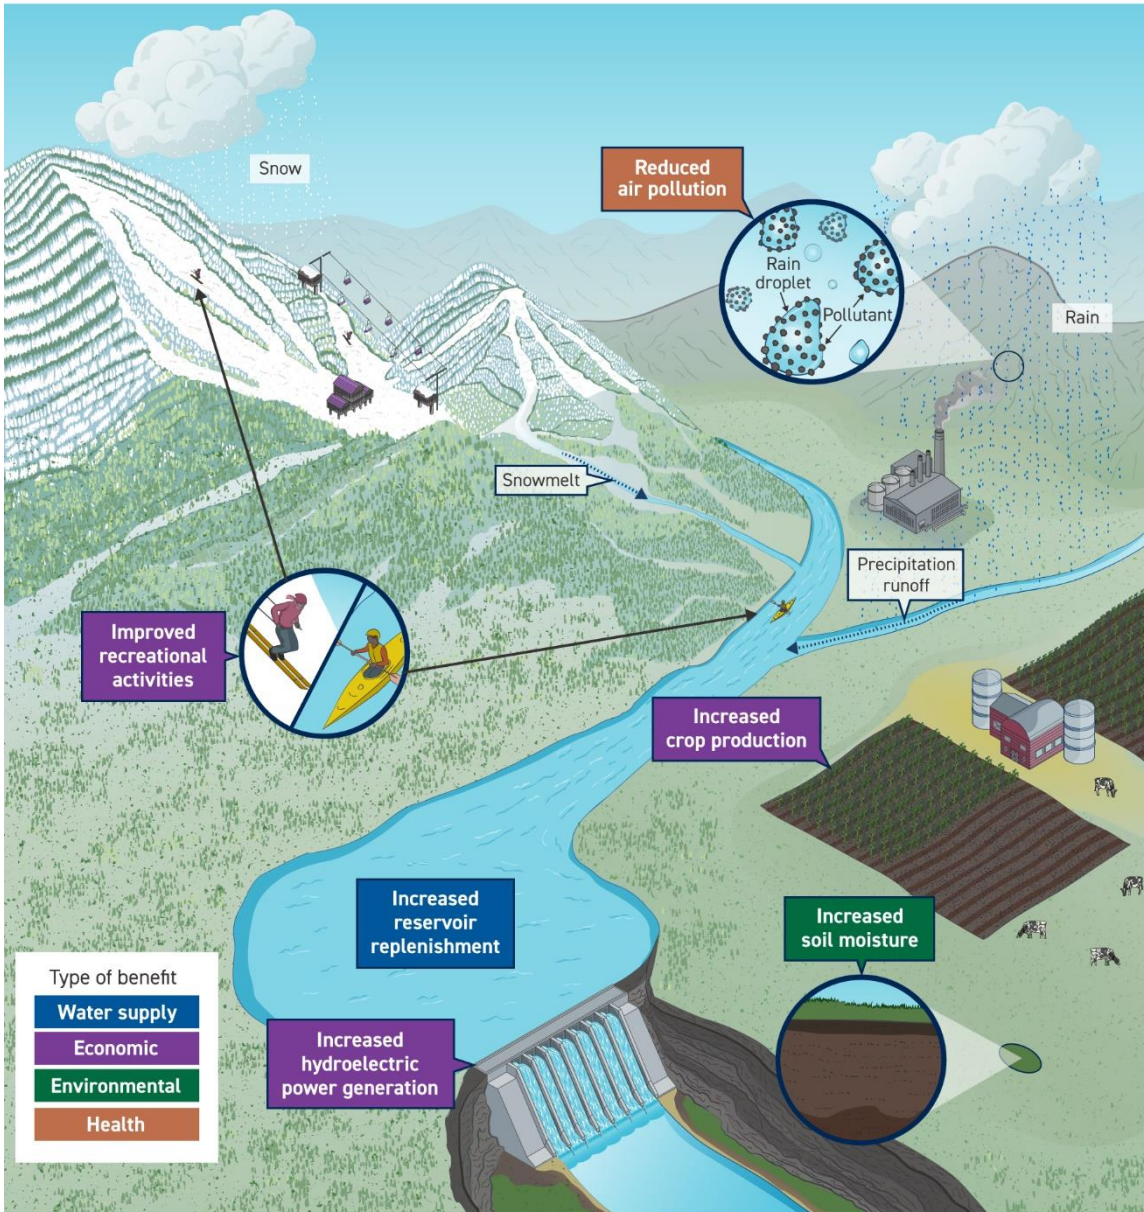 Snow
Reduced
air pollution
Rain
droplet
Pollutant
Rain
Snowmelt
Precipitation
runoff
Improved
recreational
activities
Increased
crop production
Increased
reservoir
replenishment
Increased
soil moisture
Increased
hydroelectric
power generation
Type of benefit
Water supply
Economic
Environmental
Health